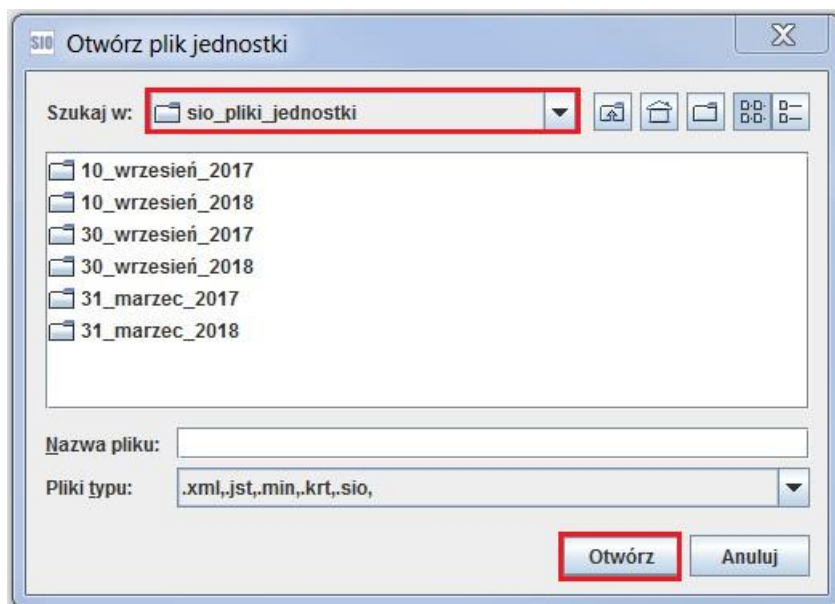 SIO Otwórz plik jednostki
Szukaj w: sio_pliki_jednostki
10_wrzesień_2017
10_wrzesień_2018
30_wrzesień_2017
30_wrzesień_2018
31_marzec_2017
31_marzec_2018
Nazwa pliku:
Pliki typu: .xml,.jst,.min,.krt,.sio,
Otwórz Anuluj